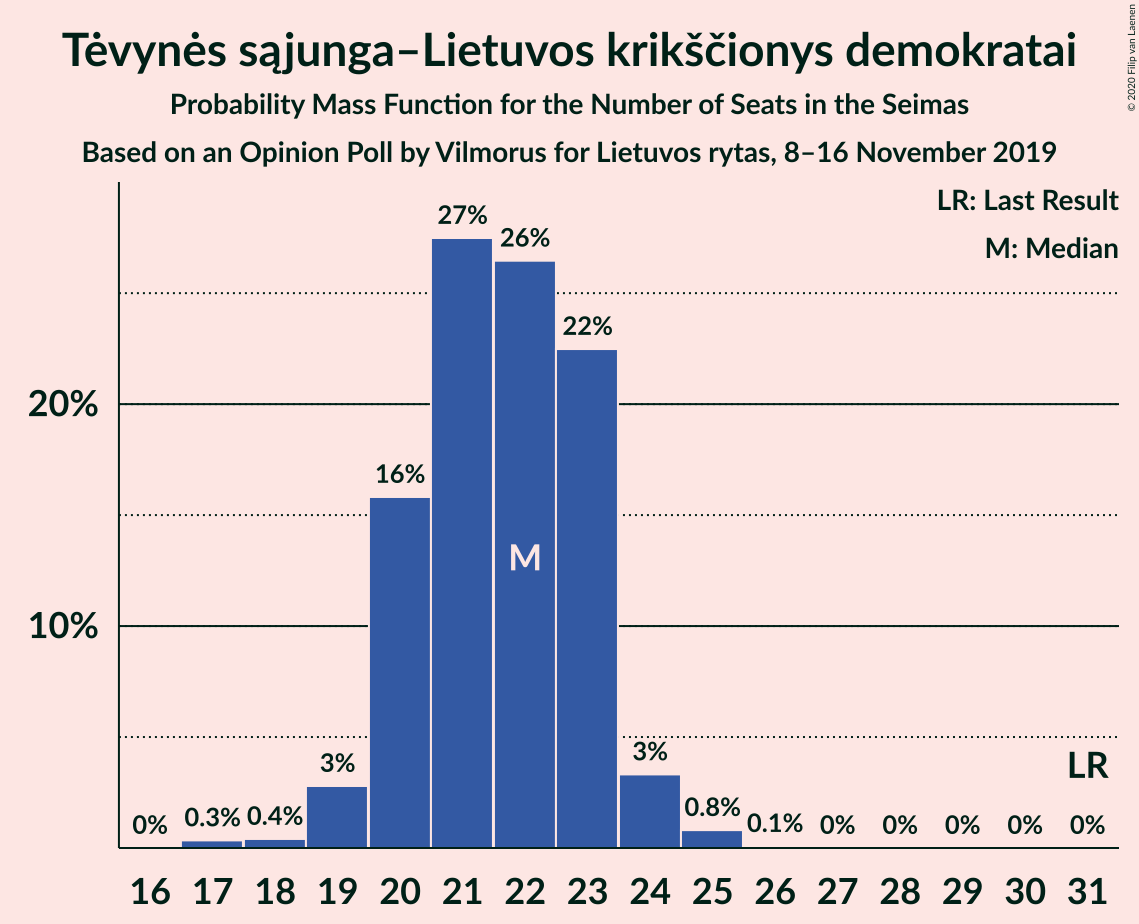 Tėvynės sąjunga–Lietuvos krikščionys demokratai
Probability Mass Function for the Number of Seats in the Seimas
Based on an Opinion Poll by Vilmorus for Lietuvos rytas, 8–16 November 2019
© 2020 Filip van Laenen
LR: Last Result
M: Median
27%
26%
22%
20%
16%
M
10%
3%
3%
LR
0%
0.3%
0.4%
0.8%
0.1%
0%
0%
0%
0%
0%
16 17 18 19 20 21 22 23 24 25 26 27 28 29 30 31